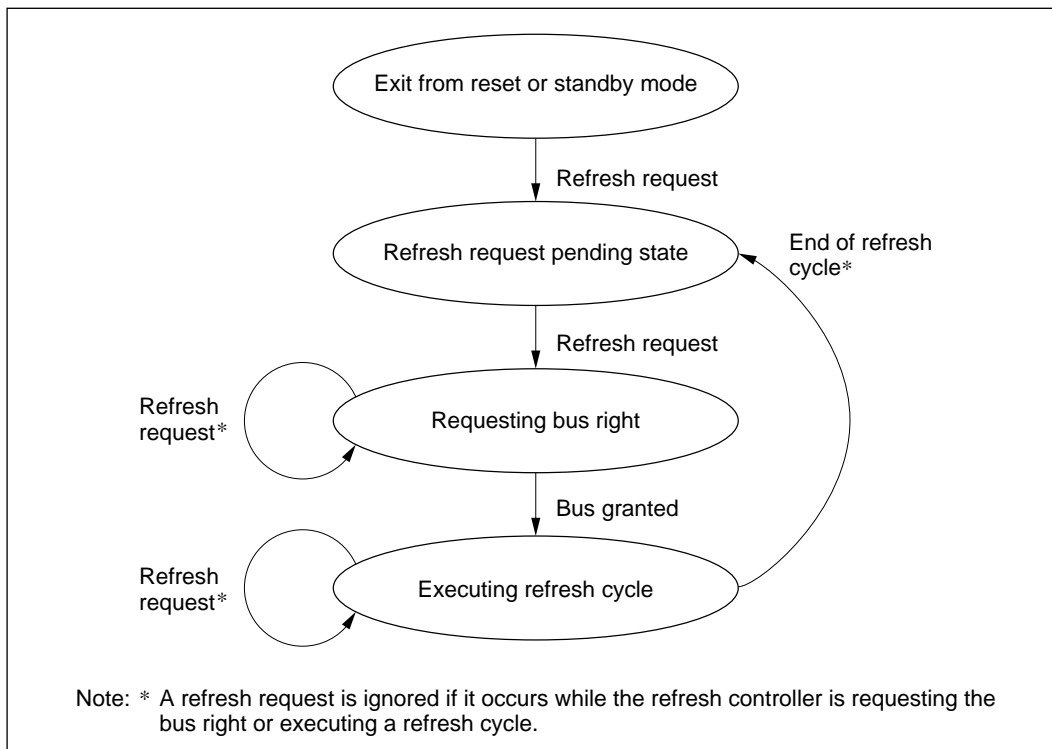 Exit from reset or standby mode
Refresh request
Refresh request pending state
End of refresh
cycle*
Refresh request
Refresh
request*
Requesting bus right
Bus granted
Refresh
request*
Executing refresh cycle
Note: * A refresh request is ignored if it occurs while the refresh controller is requesting the
bus right or executing a refresh cycle.